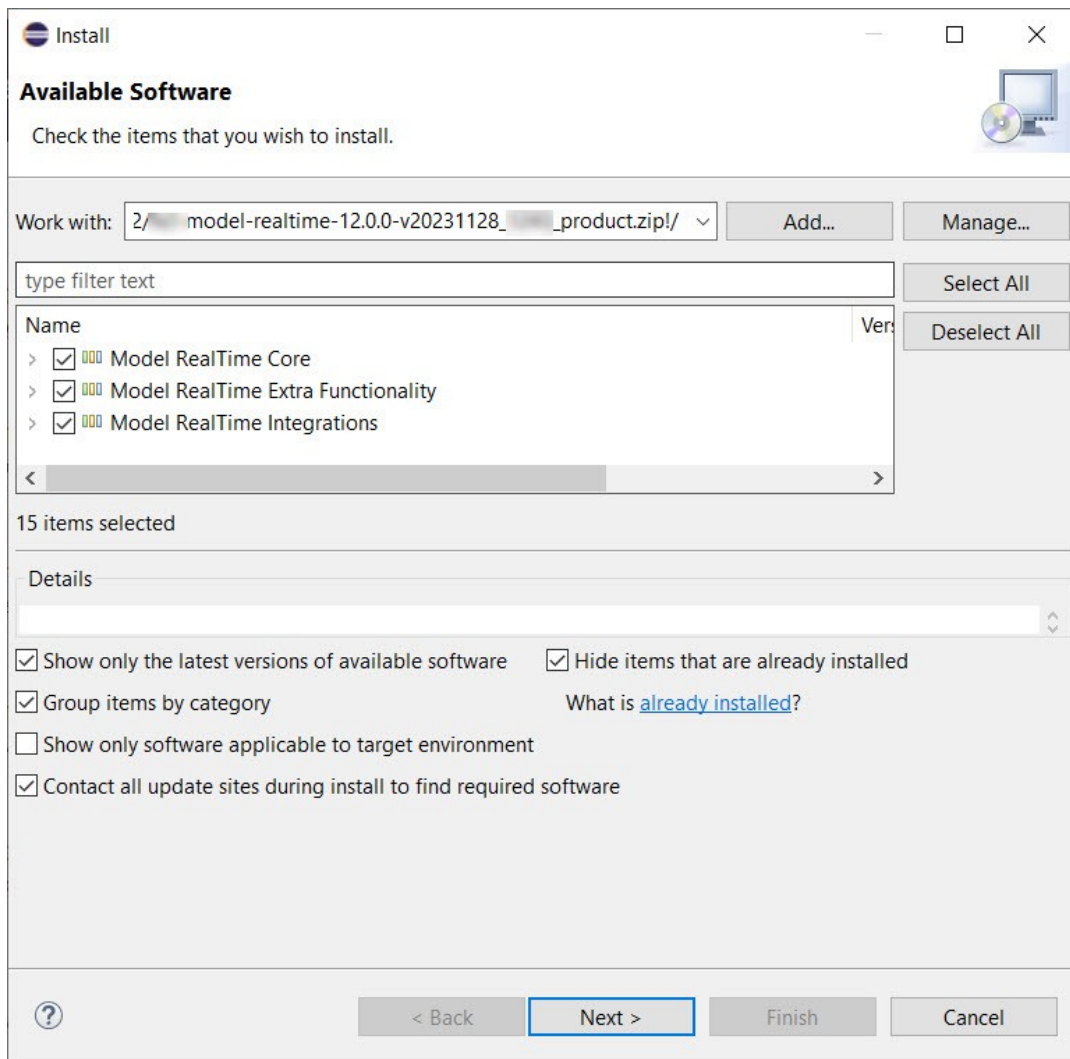 Install
Available Software
Check the items that you wish to install.
Work with: 2/ model-realtime-12.0.0-v20231128_ _product.zip!/ Add... Manage...
type filter text Select All
Name Vers Deselect All
Model RealTime Core
Model RealTime Extra Functionality
Model RealTime Integrations
15 items selected
Details
Show only the latest versions of available software Hide items that are already installed
Group items by category What is already installed?
Show only software applicable to target environment
Contact all update sites during install to find required software
? < Back Next > Finish Cancel